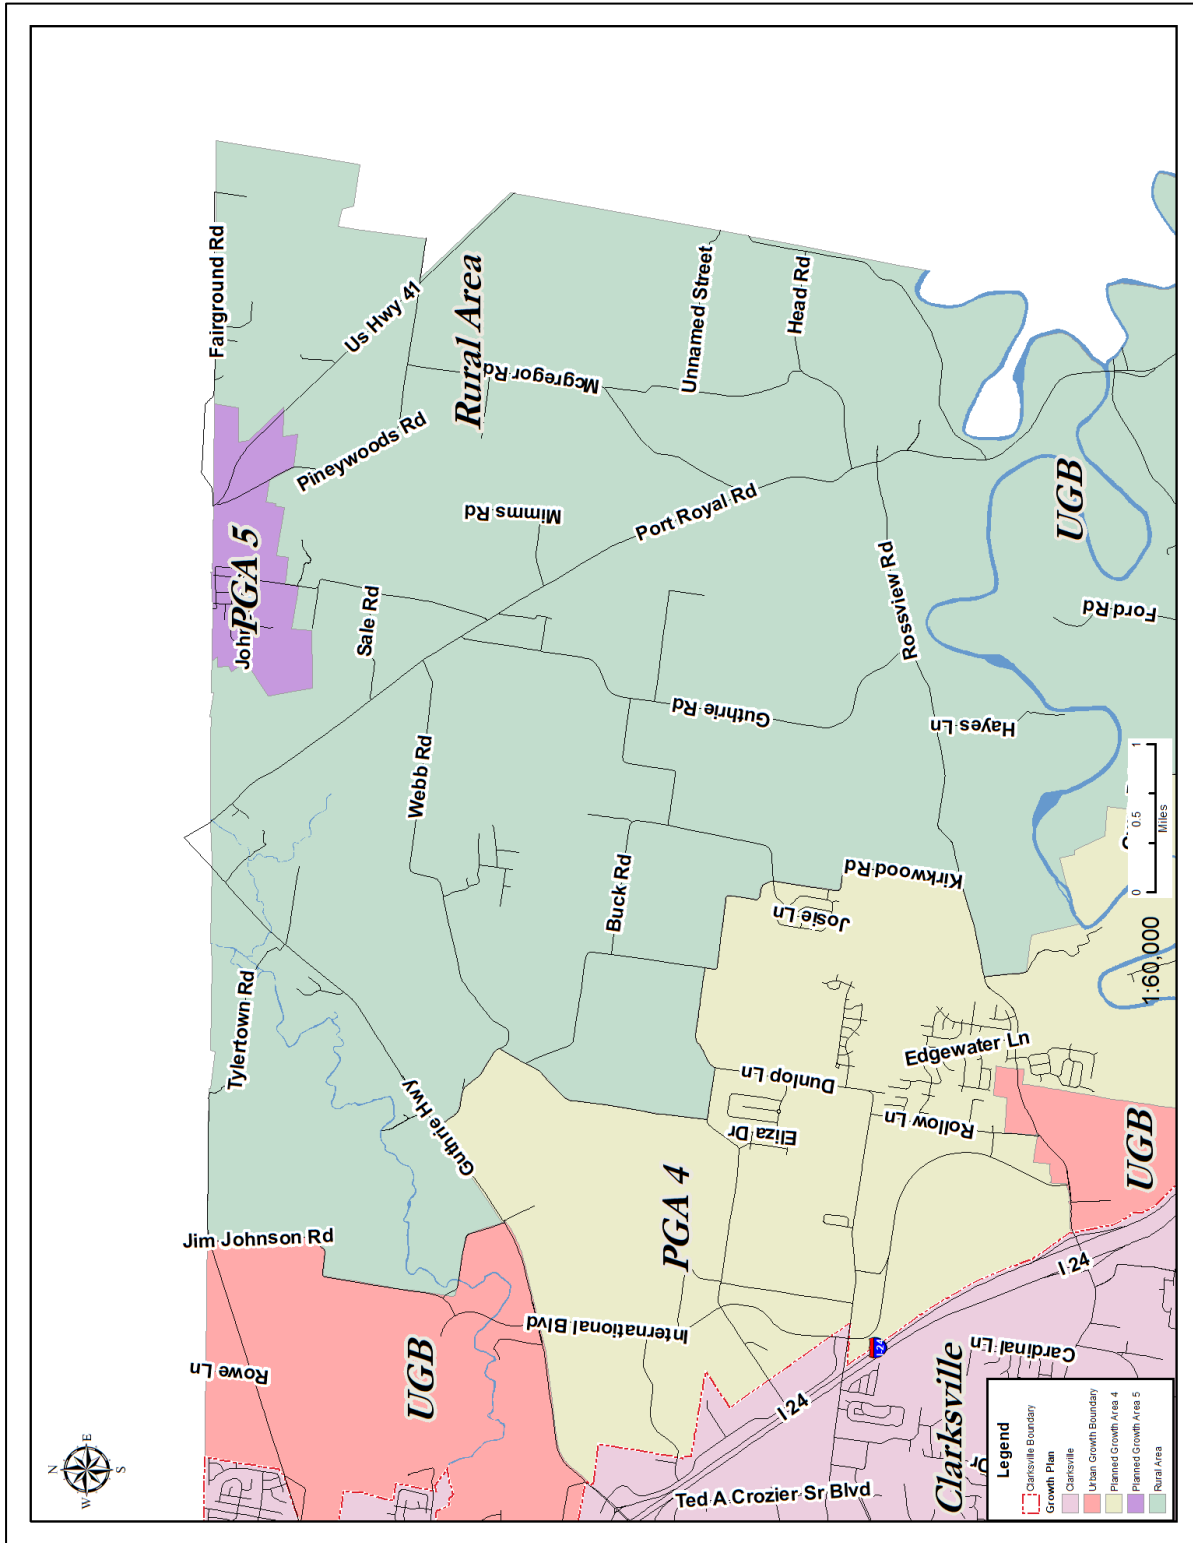 Fairground Rd
Us Hwy 41
Rural Area
Mcgregor Rd
Unnamed Street
Head Rd
Pineywoods Rd
PGA 5
Mimms Rd
Port Royal Rd
Sale Rd
Rossview Rd
UGB
Ford Rd
Guthrie Rd
Hayes Ln
Webb Rd
Buck Rd
Kirkwood Rd
Josie Ln
Tylertown Rd
Guthrie Hwy
Dunlop Ln
Edgewater Ln
Eliza Dr
Rollow Ln
PGA 4
UGB
Jim Johnson Rd
International Blvd
I 24
Rowe Ln
UGB
I-24
Cardinal Ln
I 24
Clarksville
Ted A Crozier Sr Blvd
Dr
N
W
E
S
0 0.5 1
Miles
1:60,000
Legend
Clarksville Boundary
Growth Plan
Clarksville
Urban Growth Boundary
Planned Growth Area 4
Planned Growth Area 5
Rural Area